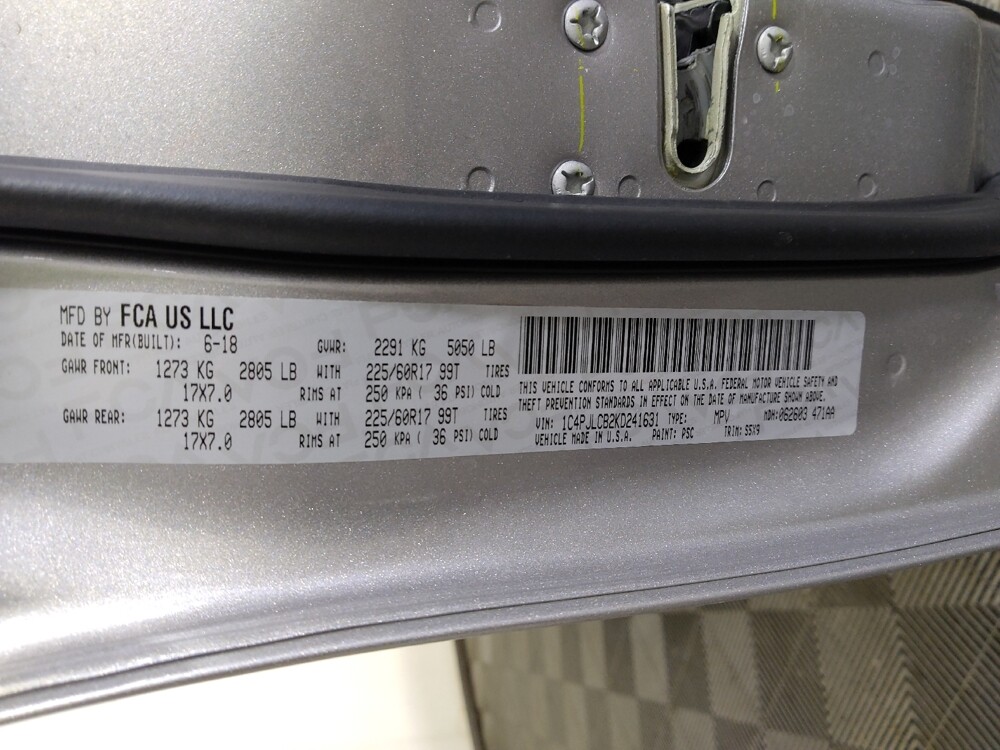 MFD BY FCA US LLC
DATE OF MFR(BUILT): 6-18 GVWR: 2291 KG 5050 LB
GAWR FRONT: 1273 KG 2805 LB WITH 225/60R17 99T TIRES
17X7.0 RIMS AT 250 KPA ( 36 PSI) COLD
GAWR REAR: 1273 KG 2805 LB WITH 225/60R17 99T TIRES
17X7.0 RIMS AT 250 KPA ( 36 PSI) COLD
THIS VEHICLE CONFORMS TO ALL APPLICABLE U.S.A. FEDERAL MOTOR VEHICLE SAFETY AND
THEFT PREVENTION STANDARDS IN EFFECT ON THE DATE OF MANUFACTURE SHOWN ABOVE.
VIN: 1C4PJLCB2KD241631 TYPE: MPV MDH: 062603 471AA
VEHICLE MADE IN U.S.A. PAINT: PSC TRIM: S5X9